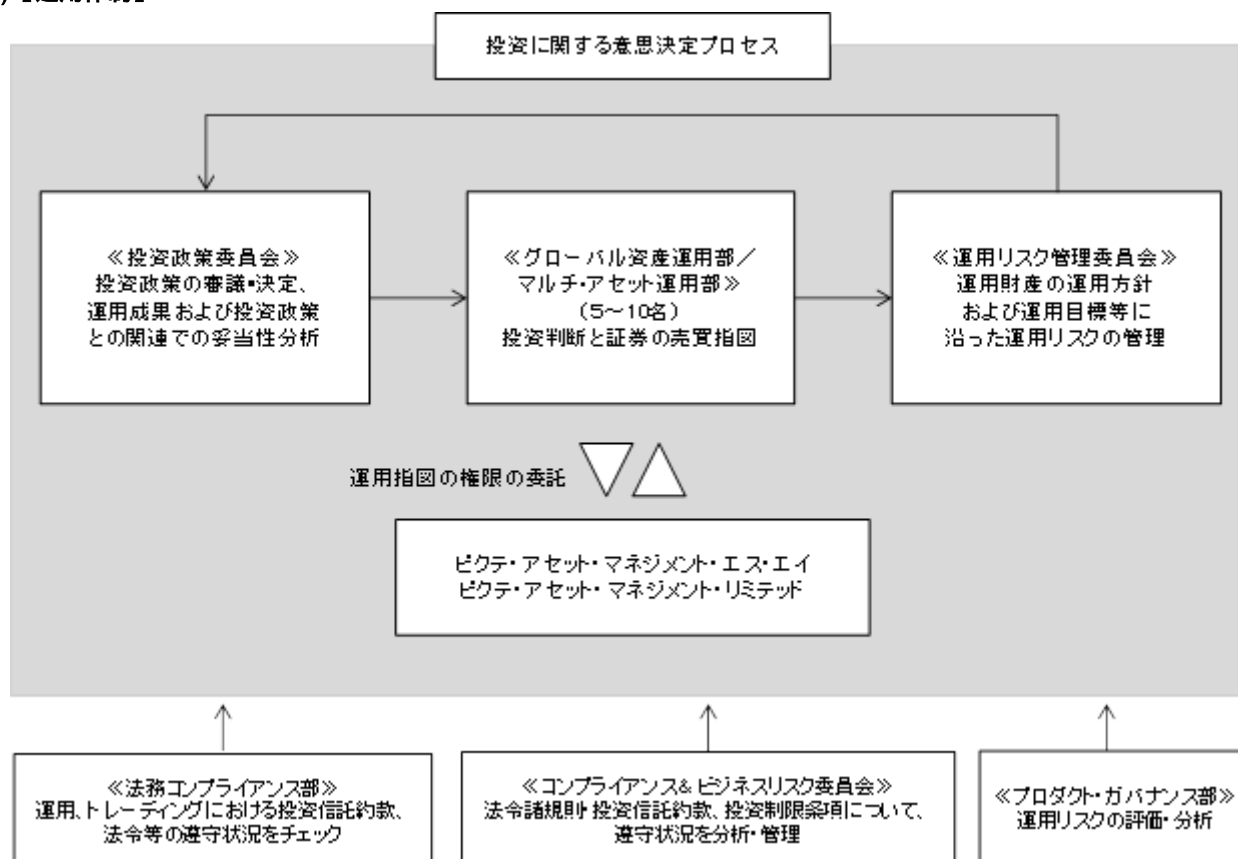 投資に関する意思決定プロセス
≪投資政策委員会≫
投資政策の審議・決定、
運用成果および投資政策
との関連での妥当性分析
≪グローバル資産運用部／
マルチ・アセット運用部≫
（5～10名）
投資判断と証券の売買指図
≪運用リスク管理委員会≫
運用財産の運用方針
および運用目標等に
沿った運用リスクの管理
運用指図の権限の委託
ピクテ・アセット・マネジメント・エス・エイ
ピクテ・アセット・マネジメント・リミテッド
≪法務コンプライアンス部≫
運用、トレーディングにおける投資信託約款、
法令等の遵守状況をチェック
≪コンプライアンス&ビジネスリスク委員会≫
法令諸規則・投資信託約款、投資制限条項について、
遵守状況を分析・管理
≪プロダクト・ガバナンス部≫
運用リスクの評価・分析